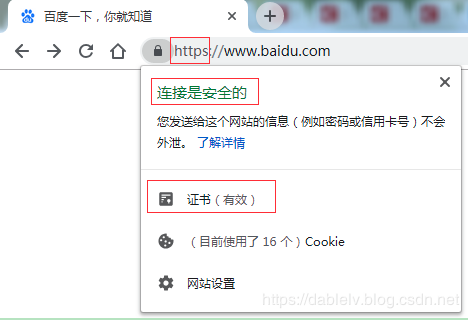 百度一下，你就知道
https://www.baidu.com
连接是安全的
您发送给这个网站的信息（例如密码或信用卡号）不会
外泄。 了解详情
证书（有效）
（目前使用了 16 个）Cookie
网站设置
https://dablelv.blog.csdn.net